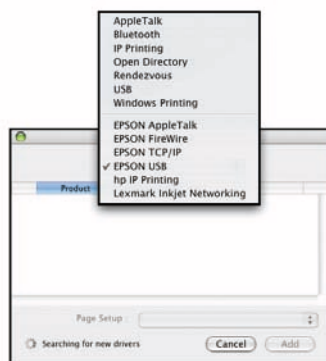 AppleTalk
Bluetooth
IP Printing
Open Directory
Rendezvous
USB
Windows Printing
EPSON AppleTalk
EPSON FireWire
EPSON TCP/IP
✓ EPSON USB
hp IP Printing
Lexmark Inkjet Networking
Product
Page Setup :
Searching for new drivers
Cancel
Add